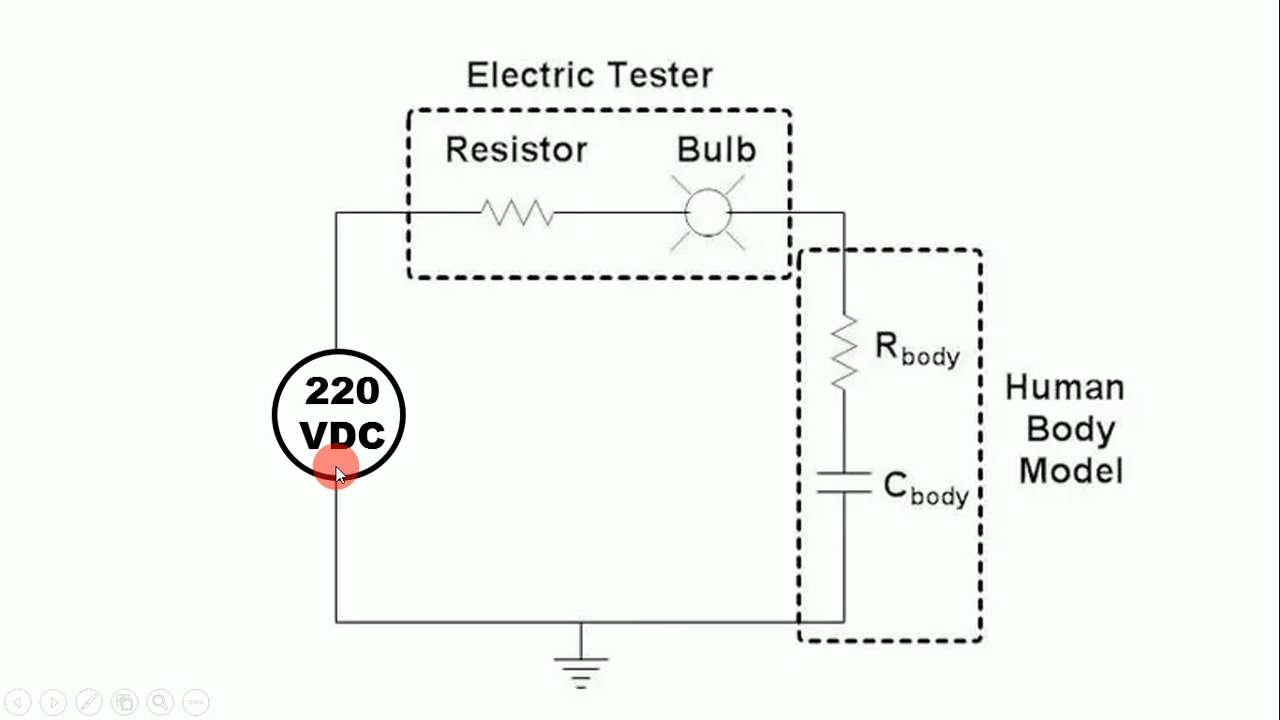 Electric Tester
Resistor
Bulb
220
VDC
Rbody
Human
Body
Model
Cbody